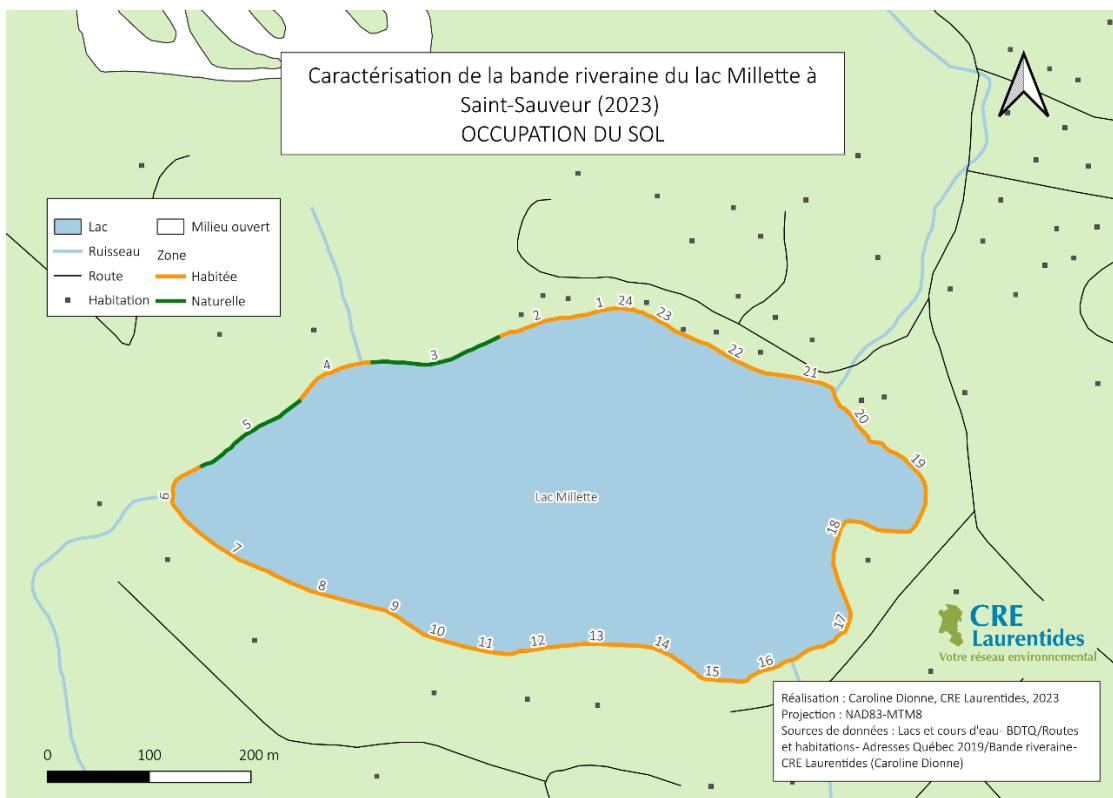 Caractérisation de la bande riveraine du lac Millette à
Saint-Sauveur (2023)
OCCUPATION DU SOL
Lac
Milieu ouvert
Ruisseau
Zone
Route
Habitée
Habitation
Naturelle
1
24
2
23
3
22
4
21
5
20
19
6
Lac Millette
18
7
8
9
17
10
11
12
13
14
16
15
CRE
Laurentides
Votre réseau environnemental
Réalisation : Caroline Dionne, CRE Laurentides, 2023
Projection : NAD83-MTM8
Sources de données : Lacs et cours d'eau- BDTQ/Routes
et habitations- Adresses Québec 2019/Bande riveraine-
CRE Laurentides (Caroline Dionne)
0 100 200 m